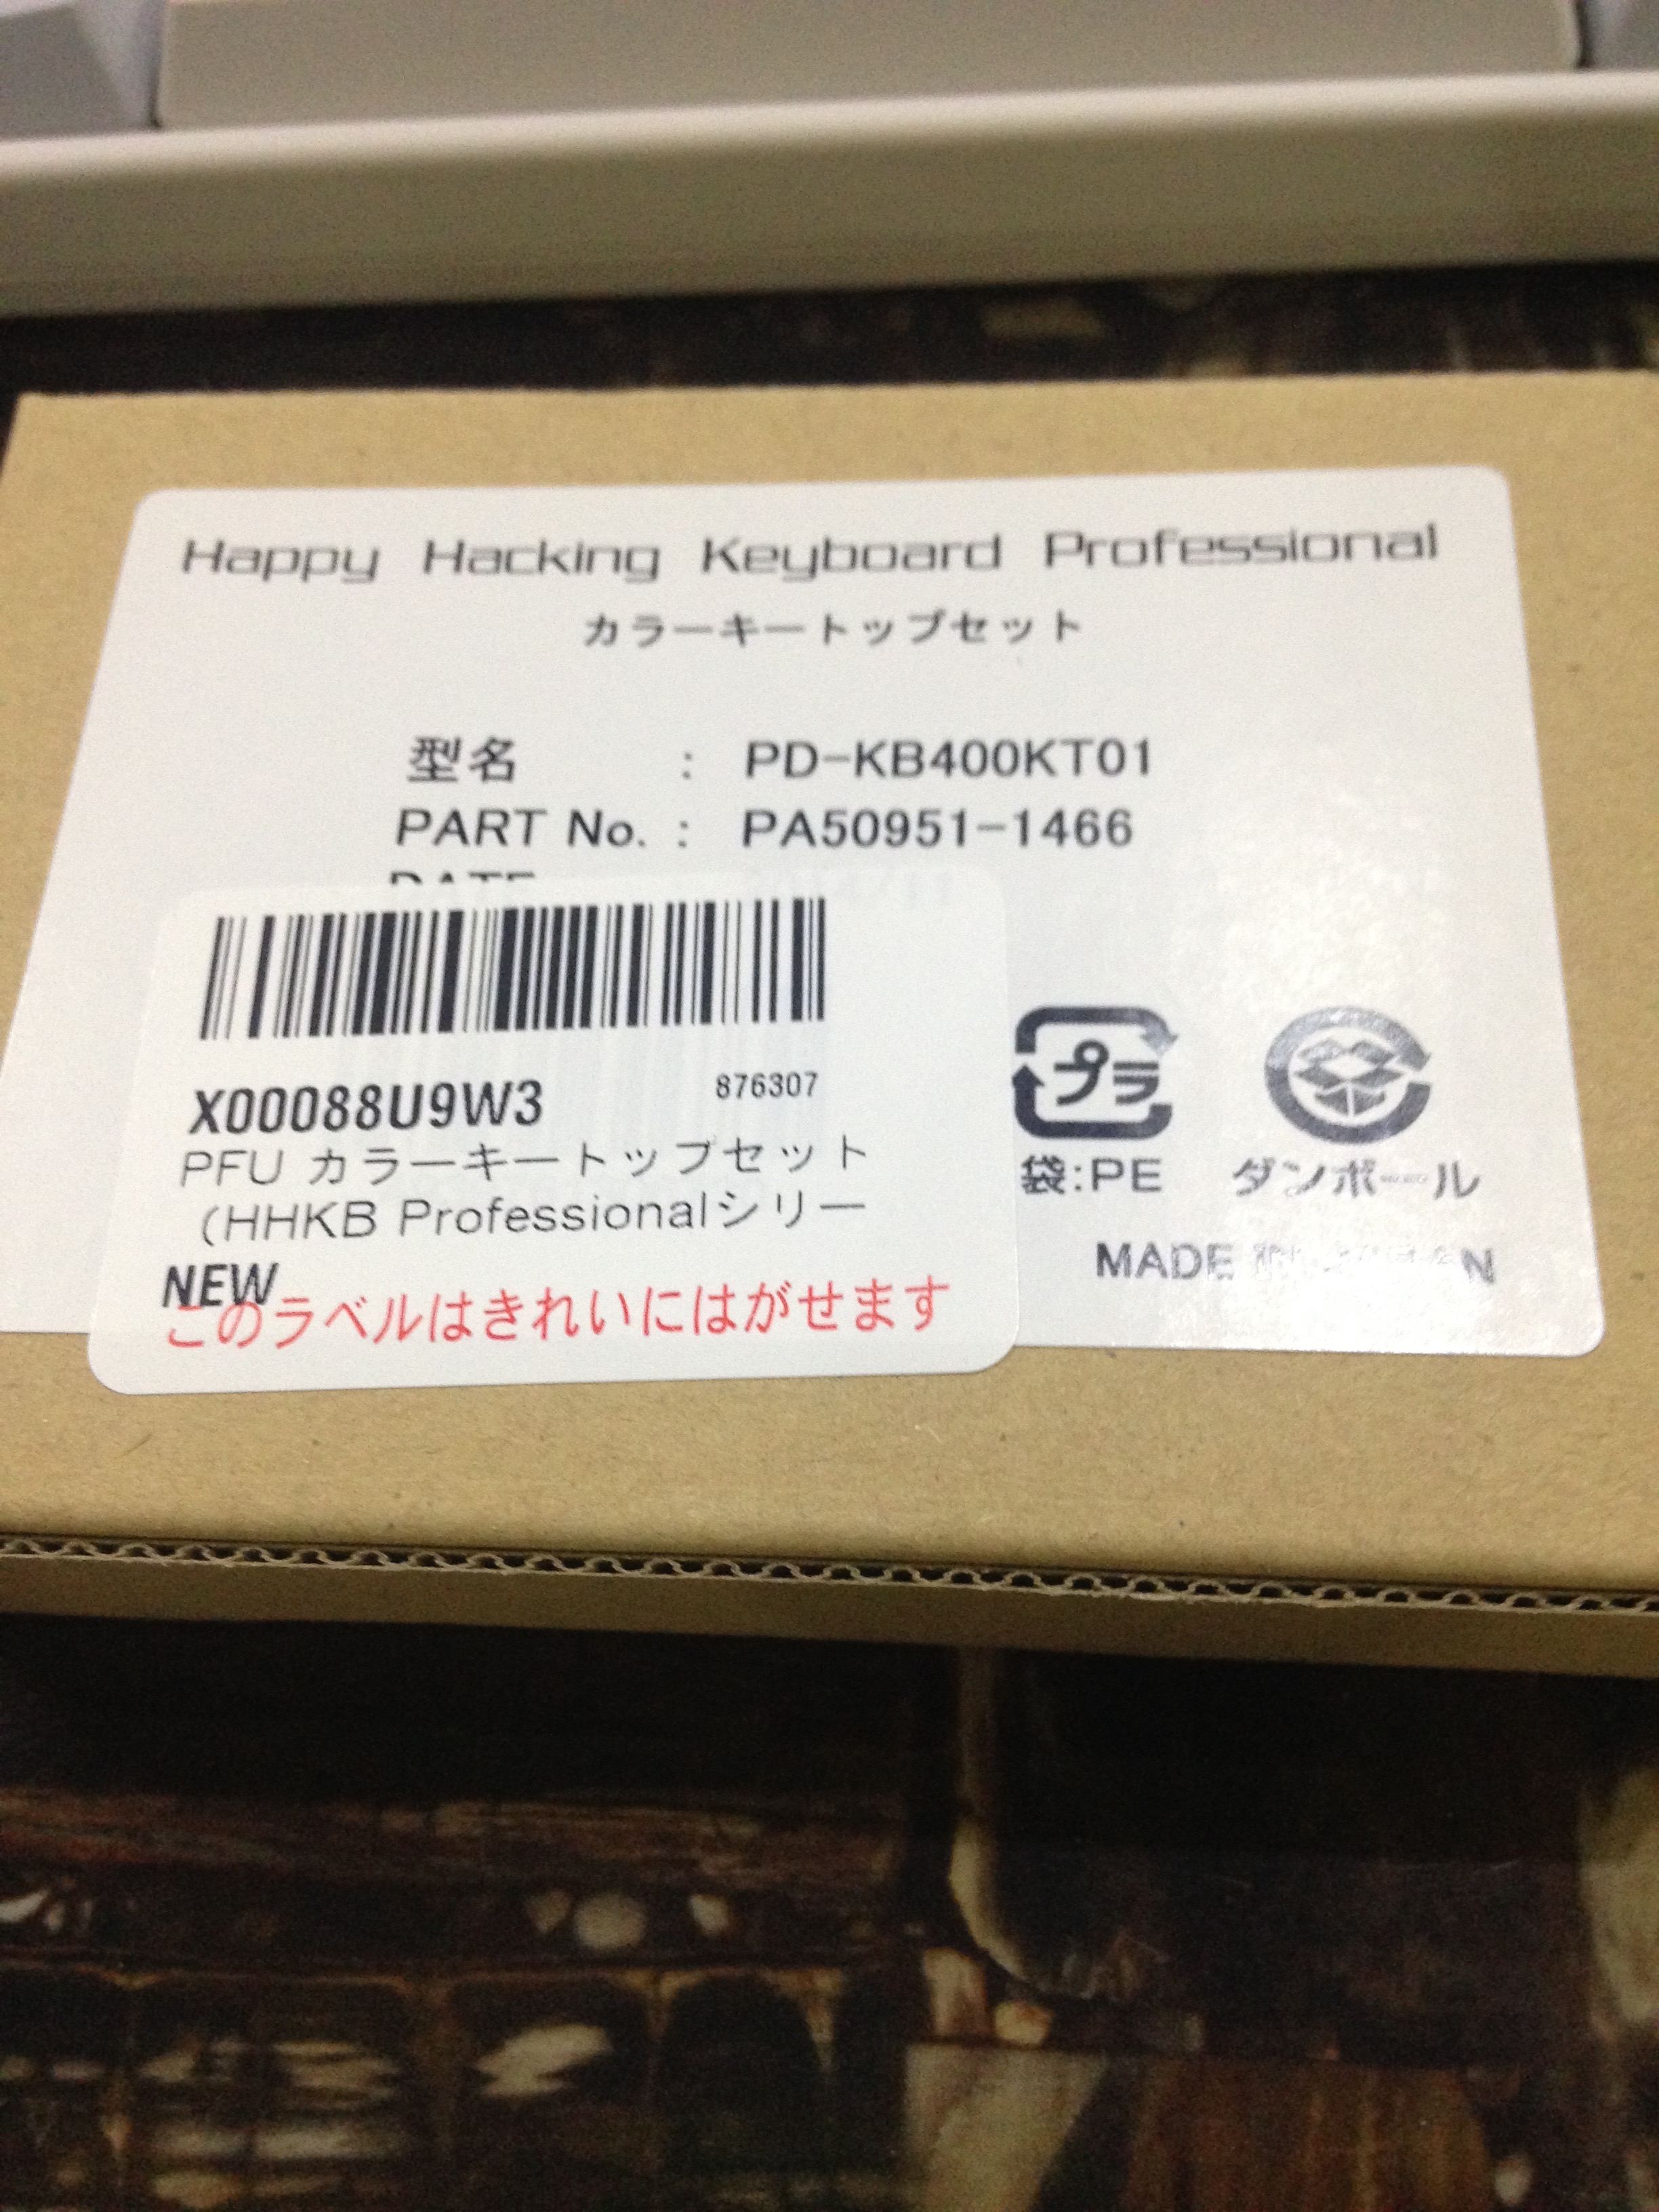 Happy Hacking Keyboard Professional
カラーキートップセット
型名 : PD-KB400KT01
PART No. : PA50951-1466
DATE
X00088U9W3 876307
PFU カラーキートップセット
(HHKB Professionalシリー
NEW
このラベルはきれいにはがせます
プラ
袋:PE ダンボール
MADE